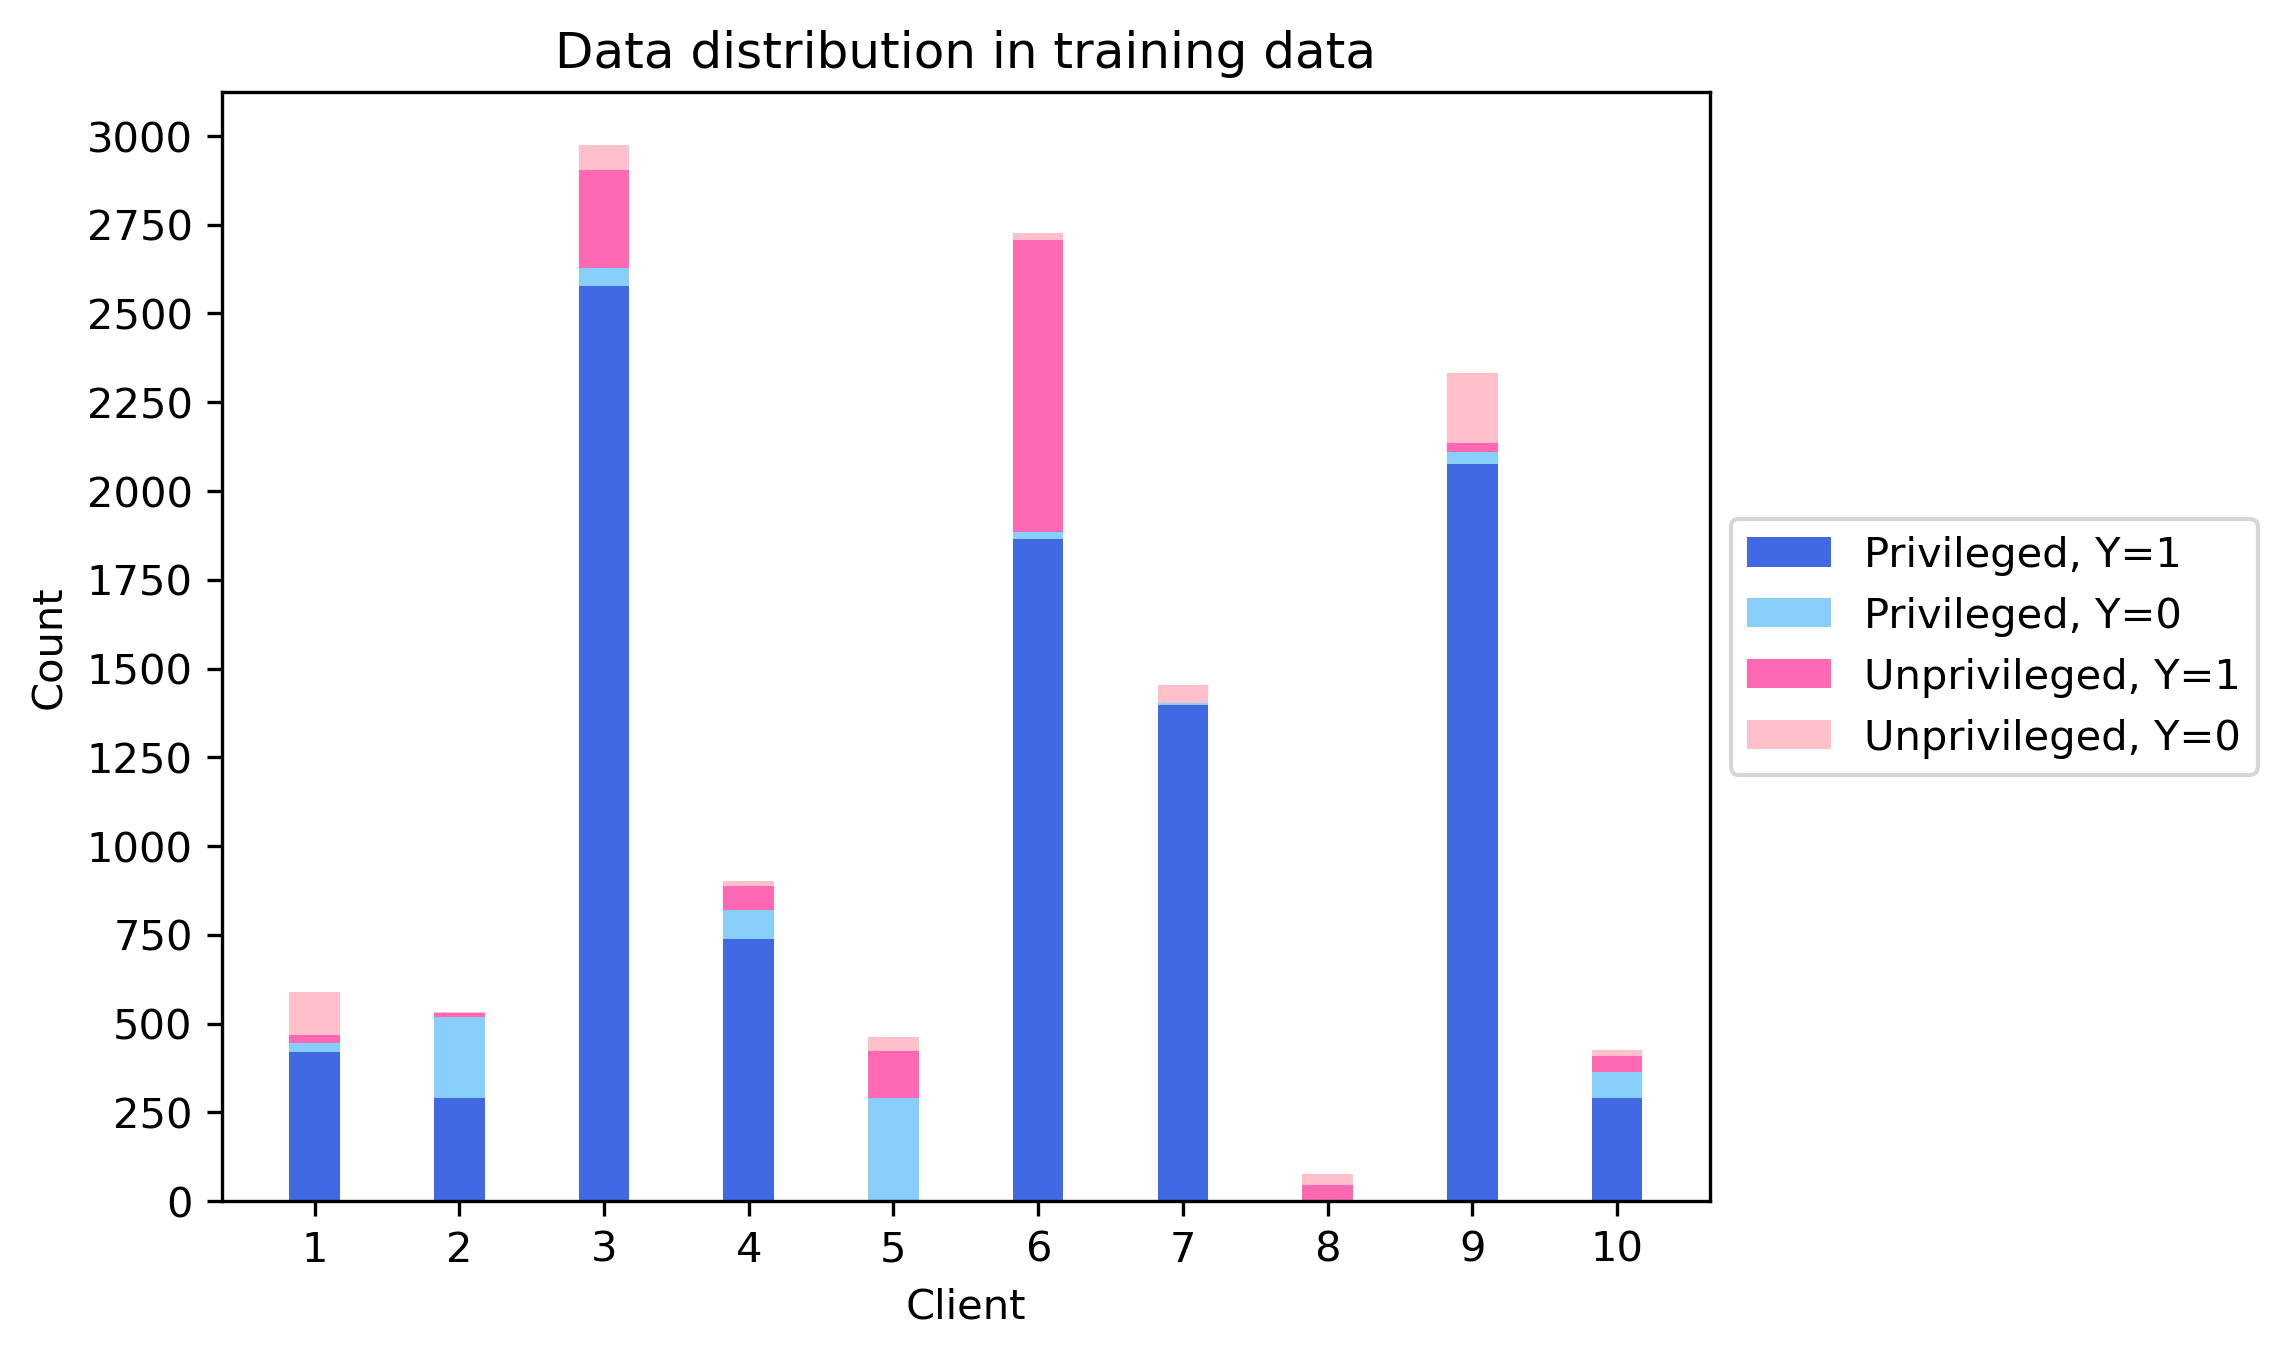 Data distribution in training data
Count
3000
2750
2500
2250
2000
1750
1500
1250
1000
750
500
250
0
1 2 3 4 5 6 7 8 9 10
Client
Privileged, Y=1
Privileged, Y=0
Unprivileged, Y=1
Unprivileged, Y=0